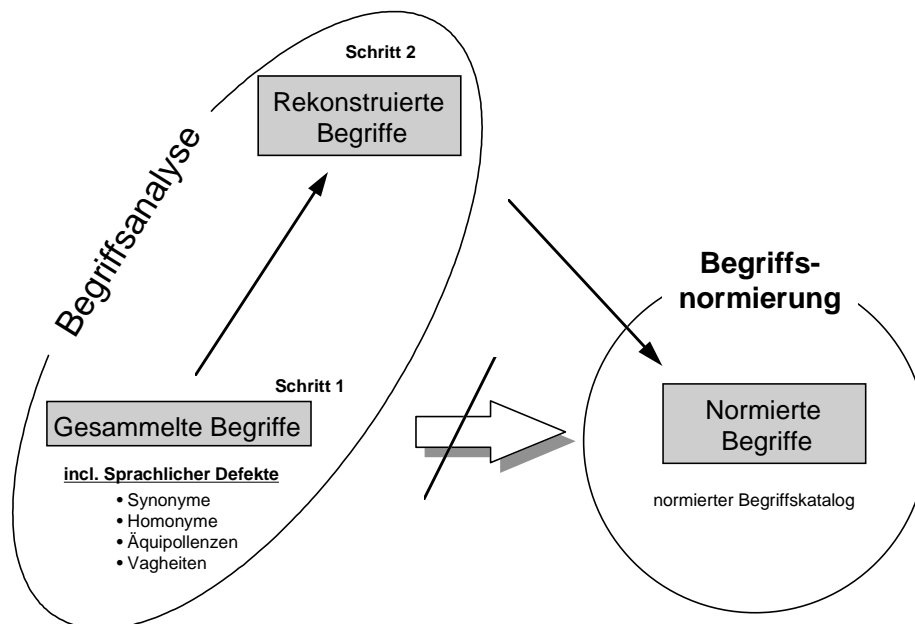 Schritt 2
Rekonstruierte
Begriffe
Begriffsanalyse
Schritt 1
Gesammelte Begriffe
incl. Sprachlicher Defekte
• Synonyme
• Homonyme
• Äquipollenzen
• Vagheiten
Begriffs-
normierung
Normierte
Begriffe
normierter Begriffskatalog